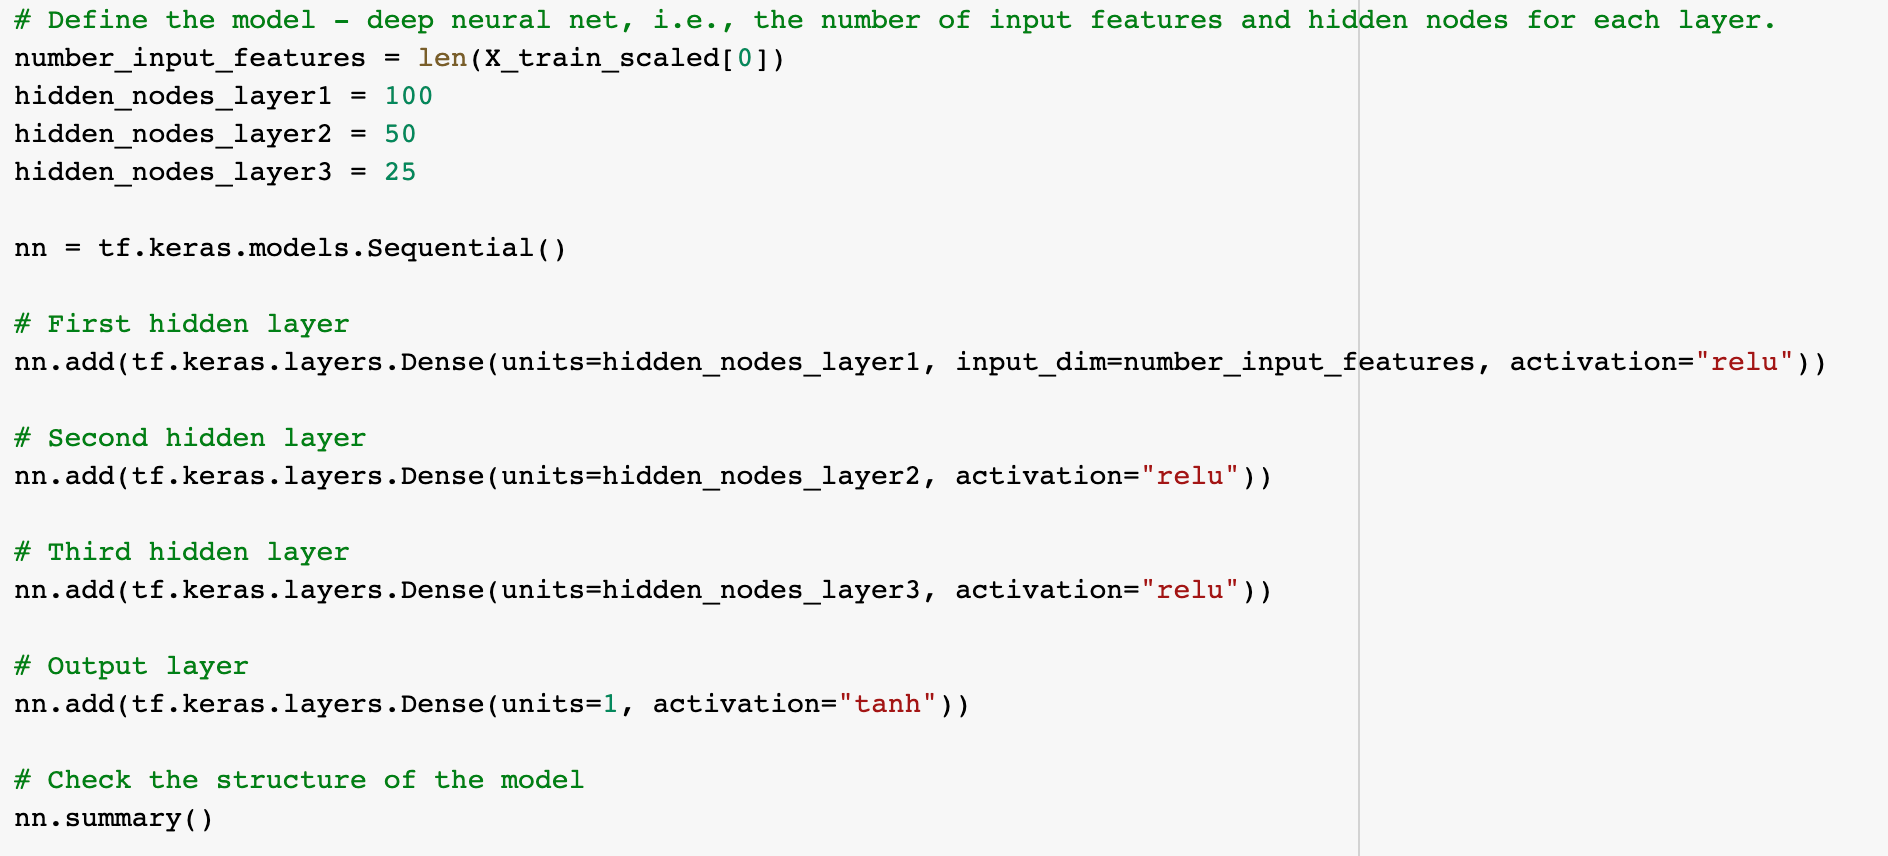 # Define the model - deep neural net, i.e., the number of input features and hidden nodes for each layer.
number_input_features = len(X_train_scaled[0])
hidden_nodes_layer1 = 100
hidden_nodes_layer2 = 50
hidden_nodes_layer3 = 25
nn = tf.keras.models.Sequential()
# First hidden layer
nn.add(tf.keras.layers.Dense(units=hidden_nodes_layer1, input_dim=number_input_features, activation="relu"))
# Second hidden layer
nn.add(tf.keras.layers.Dense(units=hidden_nodes_layer2, activation="relu"))
# Third hidden layer
nn.add(tf.keras.layers.Dense(units=hidden_nodes_layer3, activation="relu"))
# Output layer
nn.add(tf.keras.layers.Dense(units=1, activation="tanh"))
# Check the structure of the model
nn.summary()